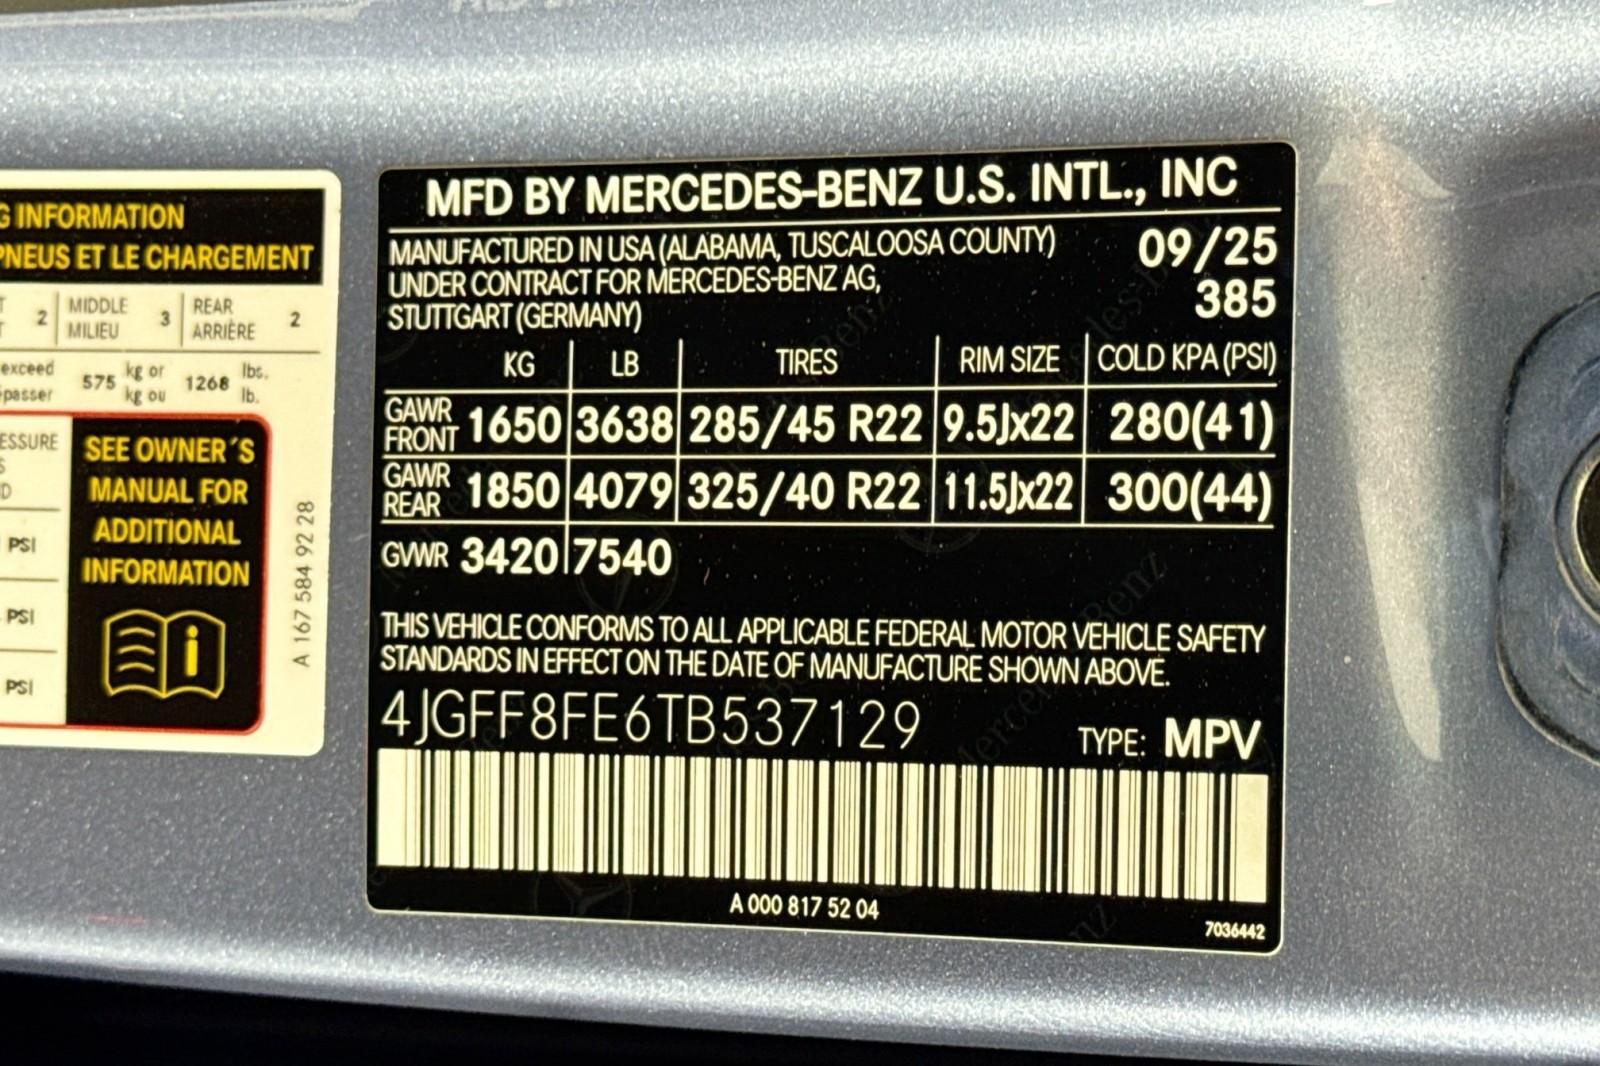 G INFORMATION
PNEUS ET LE CHARGEMENT
2 MIDDLE MILIEU 3 REAR ARRIÈRE 2
exceed 575 kg or 1268 lbs.
passer kg ou lb.
ESSURE
SEE OWNER´S
MANUAL FOR
ADDITIONAL
INFORMATION
PSI
PSI
PSI
A 167 584 92 28
MFD BY MERCEDES-BENZ U.S. INTL., INC
MANUFACTURED IN USA (ALABAMA, TUSCALOOSA COUNTY) 09/25
UNDER CONTRACT FOR MERCEDES-BENZ AG, 385
STUTTGART (GERMANY)
KG LB TIRES RIM SIZE COLD KPA (PSI)
GAWR FRONT 1650 3638 285/45 R22 9.5Jx22 280(41)
GAWR REAR 1850 4079 325/40 R22 11.5Jx22 300(44)
GVWR 3420 7540
THIS VEHICLE CONFORMS TO ALL APPLICABLE FEDERAL MOTOR VEHICLE SAFETY
STANDARDS IN EFFECT ON THE DATE OF MANUFACTURE SHOWN ABOVE.
4JGFF8FE6TB537129
TYPE: MPV
A 000 817 52 04
7036442